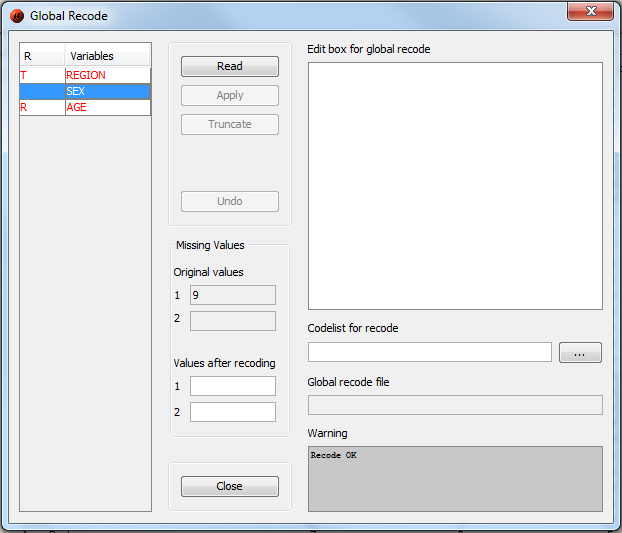 Global Recode
R Variables
T REGION
SEX
R AGE
Read
Apply
Truncate
Undo
Missing Values
Original values
1 9
2
Values after recoding
1
2
Close
Edit box for global recode
Codelist for recode
...
Global recode file
Warning
Recode OK